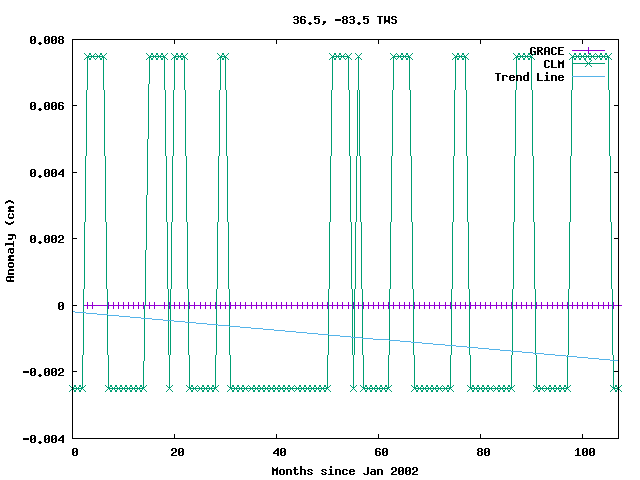 36.5, -83.5 TWS
0.008
0.006
0.004
0.002
0
-0.002
-0.004
Anomaly (cm)
GRACE
CLM
Trend Line
0 20 40 60 80 100
Months since Jan 2002